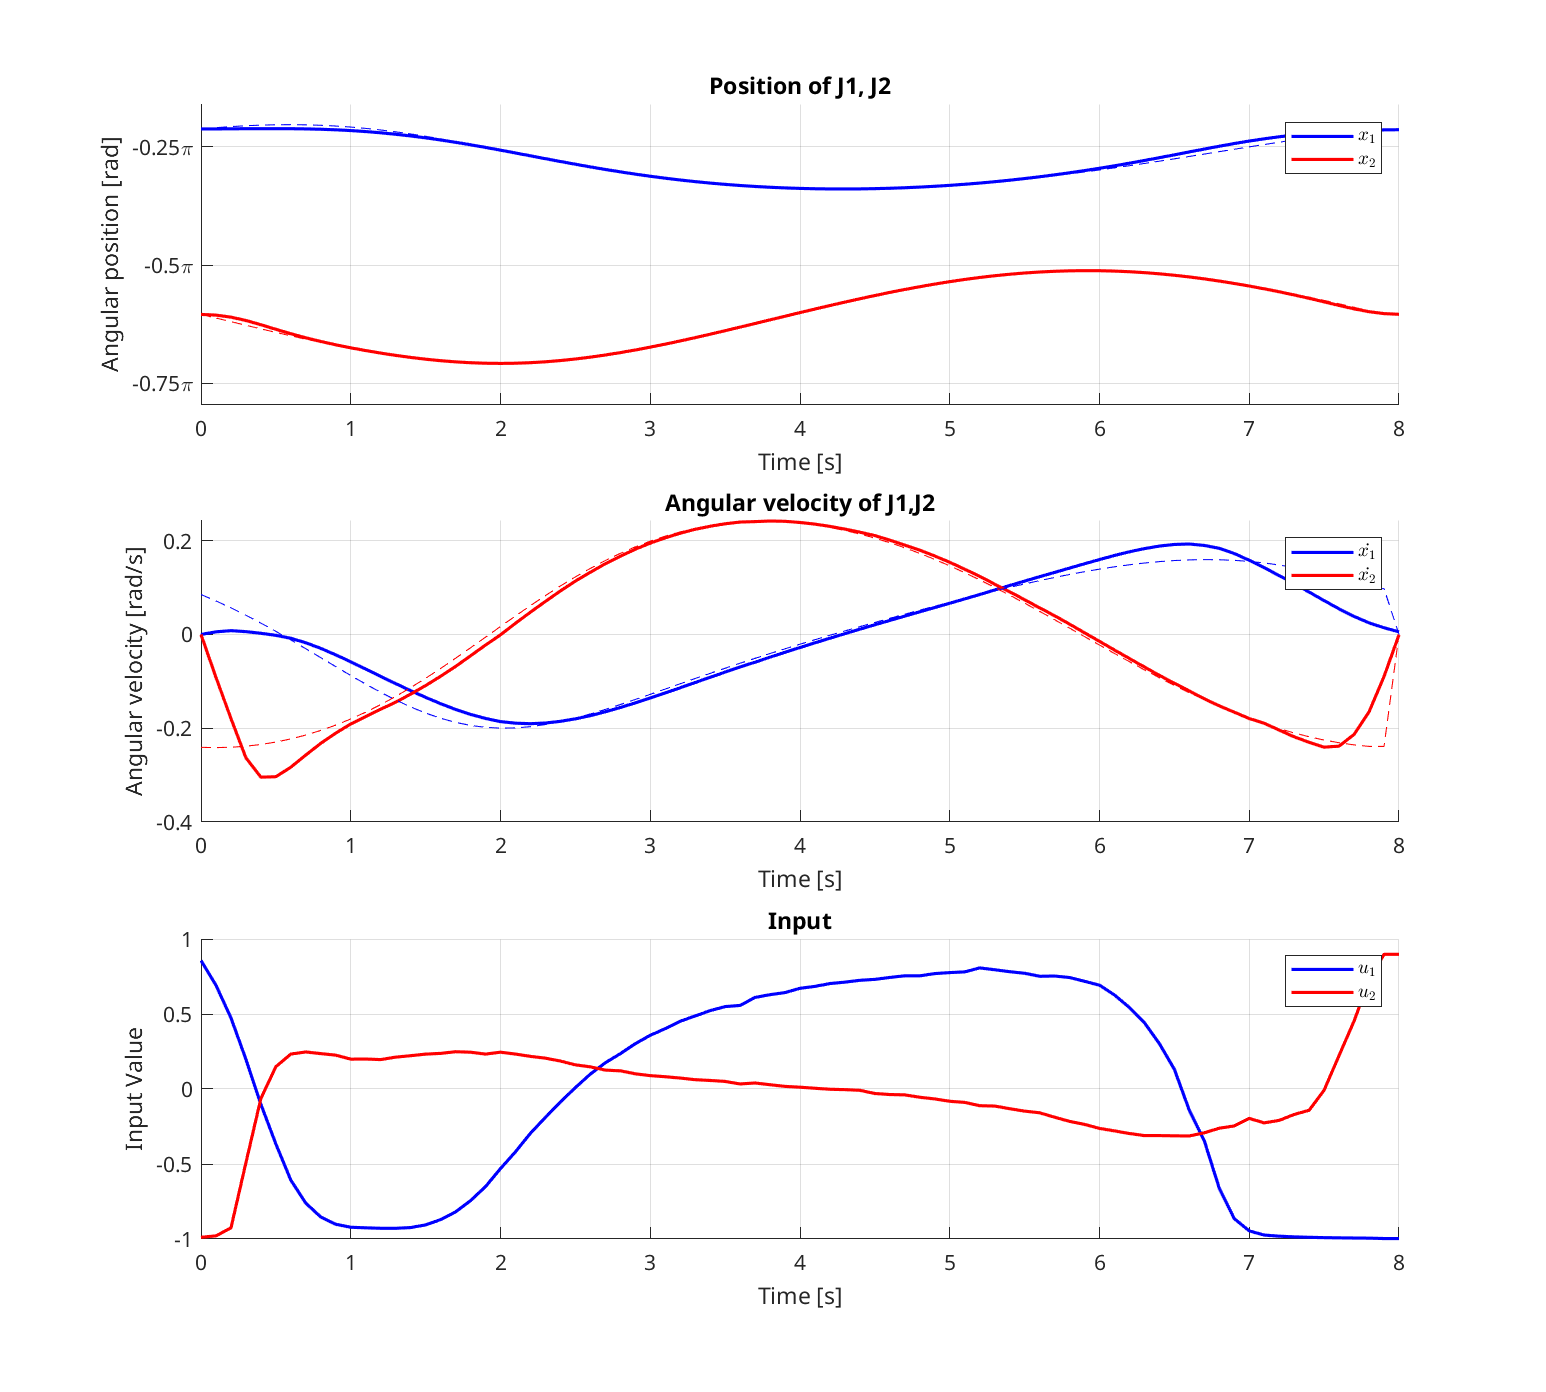 Position of J1, J2
Angular position [rad]
-0.25π
-0.5π
-0.75π
x₁
x₂
0 1 2 3 4 5 6 7 8
Time [s]
Angular velocity of J1,J2
Angular velocity [rad/s]
0.2
0
-0.2
-0.4
ẋ₁
ẋ₂
0 1 2 3 4 5 6 7 8
Time [s]
Input
Input Value
1
0.5
0
-0.5
-1
u₁
u₂
0 1 2 3 4 5 6 7 8
Time [s]